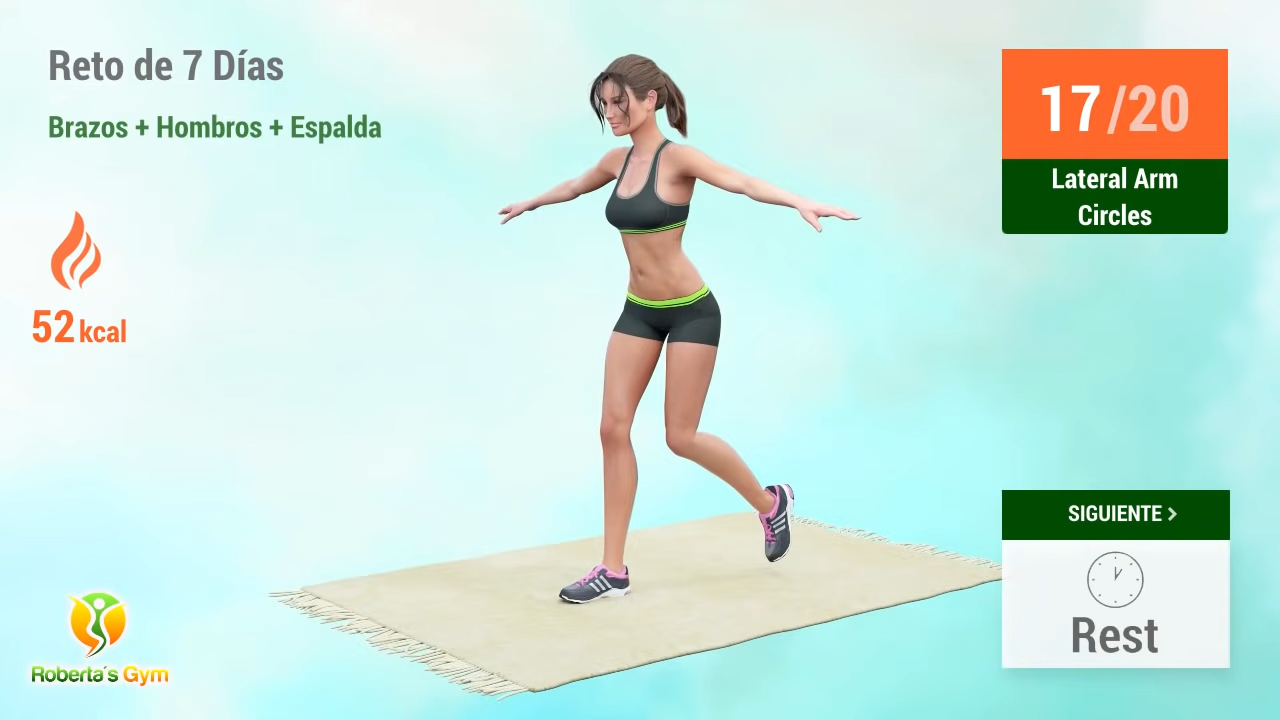 Reto de 7 Días
Brazos + Hombros + Espalda
17/20
Lateral Arm
Circles
52 kcal
SIGUIENTE >
Rest
Roberta´s Gym